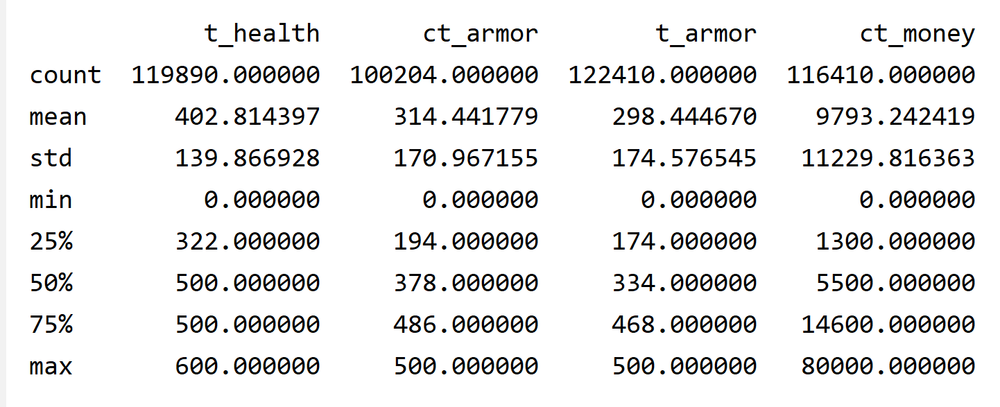 t_health ct_armor t_armor ct_money
count 119890.000000 100204.000000 122410.000000 116410.000000
mean 402.814397 314.441779 298.444670 9793.242419
std 139.866928 170.967155 174.576545 11229.816363
min 0.000000 0.000000 0.000000 0.000000
25% 322.000000 194.000000 174.000000 1300.000000
50% 500.000000 378.000000 334.000000 5500.000000
75% 500.000000 486.000000 468.000000 14600.000000
max 600.000000 500.000000 500.000000 80000.000000